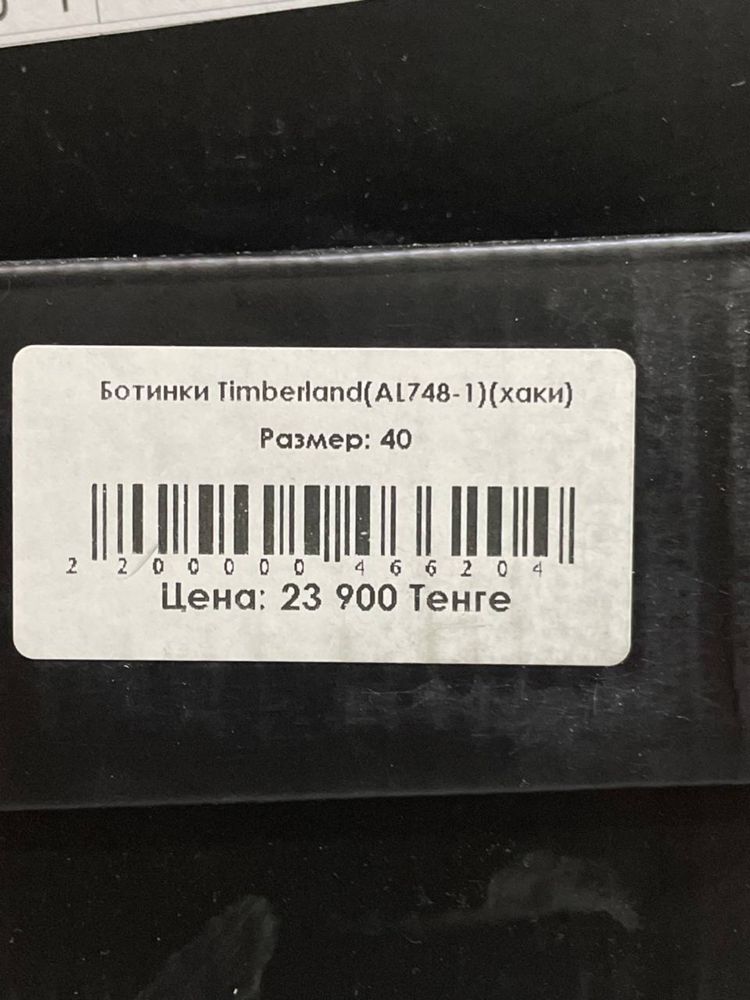 Ботинки Timberland(AL748-1)(хаки)
Размер: 40
2 200000 466204
Цена: 23 900 Тенге